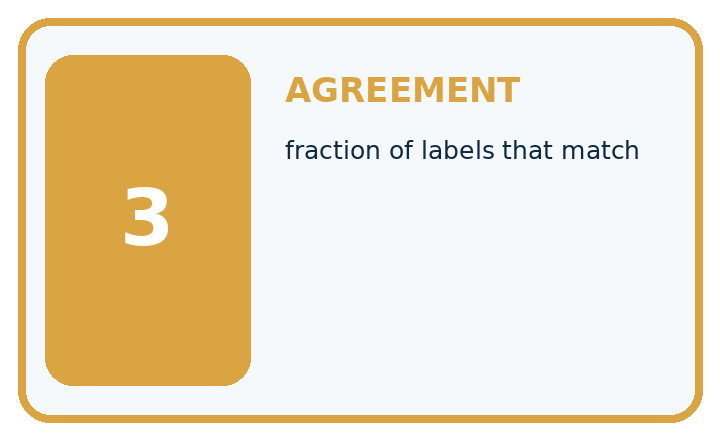 3
AGREEMENT
fraction of labels that match